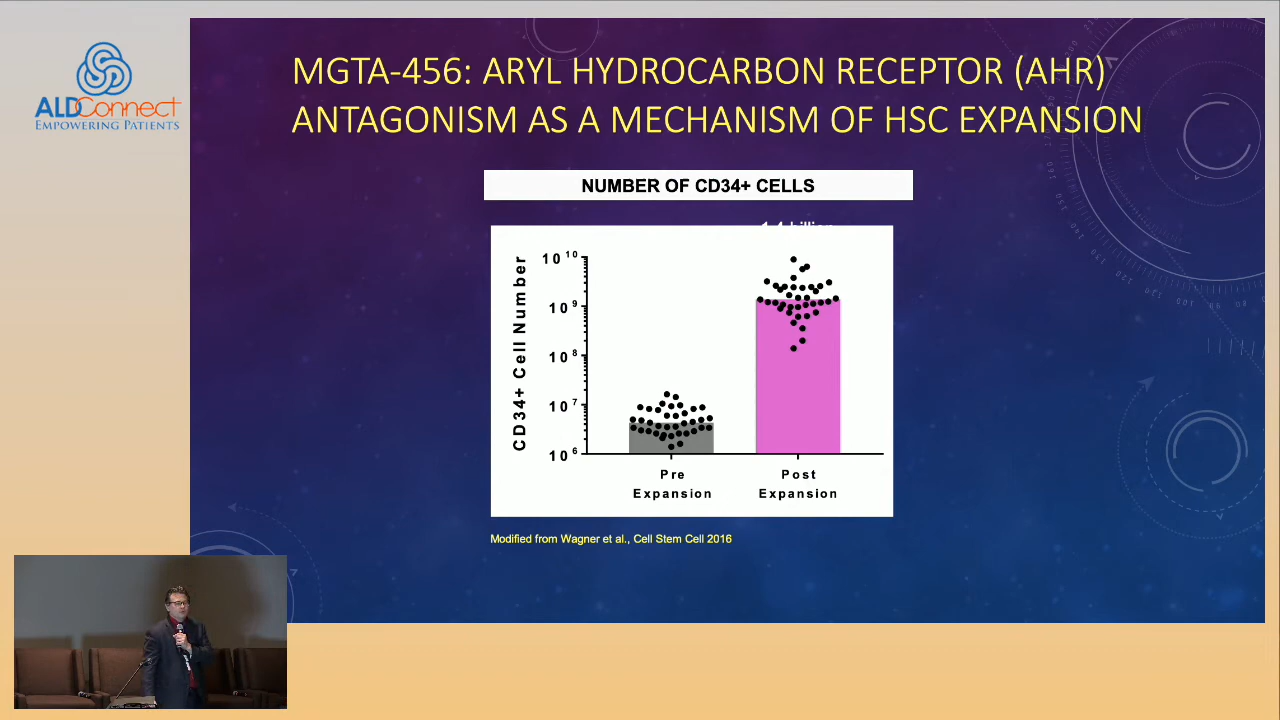 ALDConnect
EMPOWERING PATIENTS
MGTA-456: ARYL HYDROCARBON RECEPTOR (AHR)
ANTAGONISM AS A MECHANISM OF HSC EXPANSION
NUMBER OF CD34+ CELLS
CD34+ Cell Number
10^10
10^9
10^8
10^7
10^6
Pre
Expansion
Post
Expansion
Modified from Wagner et al., Cell Stem Cell 2016